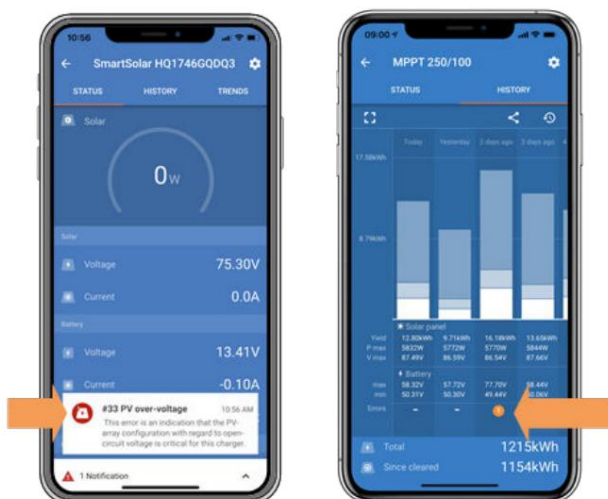 10:56
SmartSolar HQ1746GQDQ3
STATUS HISTORY TRENDS
Solar
0W
Solar
Voltage 75.30V
Current 0.0A
Battery
Voltage 13.41V
Current -0.10A
#33 PV over-voltage 10:56 AM
This error is an indication that the PV-
array configuration with regard to open-
circuit voltage is critical for this charger.
1 Notification
09:00
MPPT 250/100
STATUS HISTORY
Today Yesterday 2 days ago 3 days ago
17.58kWh
8.79kWh
Solar panel
Yield 12.80kWh 9.71kWh 16.18kWh 13.65kWh
P max 5832W 5772W 5770W 5844W
V max 87.49V 86.59V 86.54V 87.66V
Battery
max 58.32V 57.72V 77.70V 58.44V
min 50.31V 50.30V 49.44V
Errors - - 1
Total 1215kWh
Since cleared 1154kWh